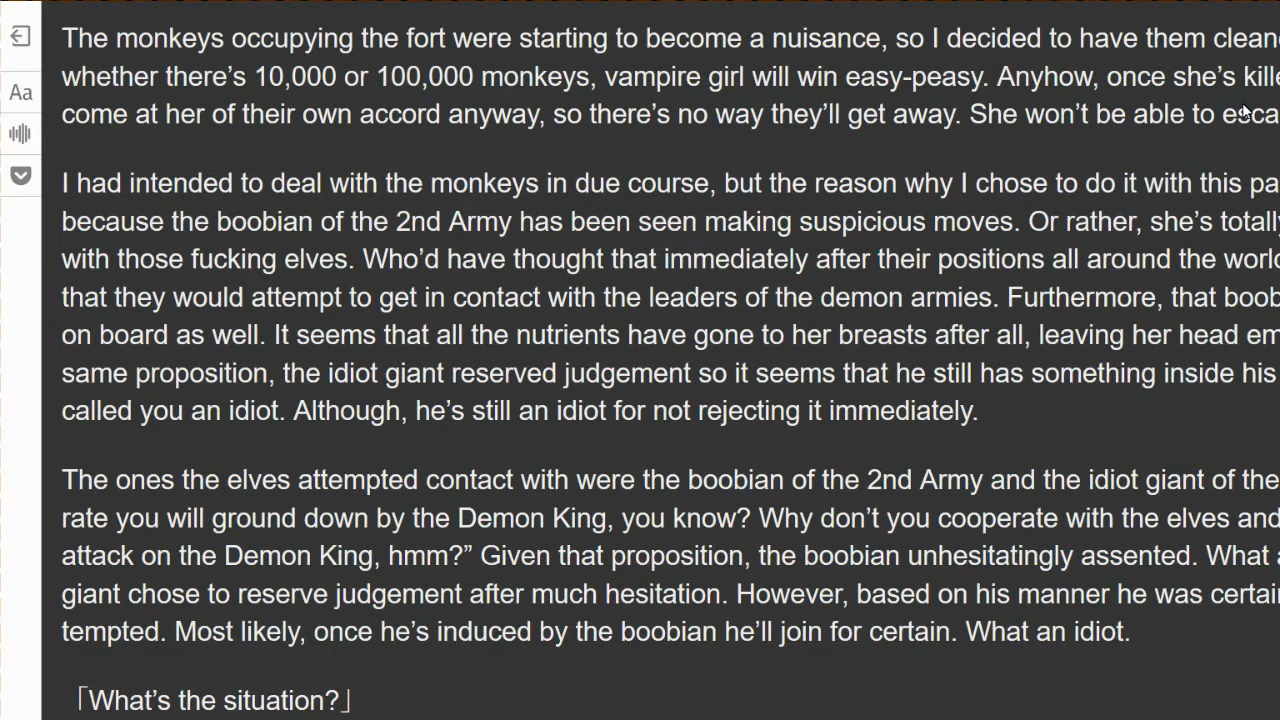 The monkeys occupying the fort were starting to become a nuisance, so I decided to have them
whether there’s 10,000 or 100,000 monkeys, vampire girl will win easy-peasy. Anyhow, once she’s
come at her of their own accord anyway, so there’s no way they’ll get away. She won’t be able to
Aa
I had intended to deal with the monkeys in due course, but the reason why I chose to do it with this
because the boobian of the 2nd Army has been seen making suspicious moves. Or rather, she’s
with those fucking elves. Who’d have thought that immediately after their positions all around the
that they would attempt to get in contact with the leaders of the demon armies. Furthermore, that
on board as well. It seems that all the nutrients have gone to her breasts after all, leaving her head
same proposition, the idiot giant reserved judgement so it seems that he still has something inside his
called you an idiot. Although, he’s still an idiot for not rejecting it immediately.
The ones the elves attempted contact with were the boobian of the 2nd Army and the idiot giant of the
rate you will ground down by the Demon King, you know? Why don’t you cooperate with the elves and
attack on the Demon King, hmm?” Given that proposition, the boobian unhesitatingly assented. What
giant chose to reserve judgement after much hesitation. However, based on his manner he was
tempted. Most likely, once he’s induced by the boobian he’ll join for certain. What an idiot.
「What’s the situation?」